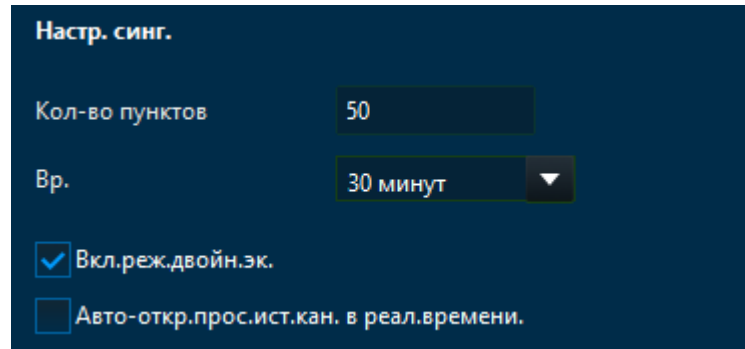 Настр. синг.
Кол-во пунктов 50
Вр. 30 минут
Вкл.реж.двойн.эк.
Авто-откр.прос.ист.кан. в реал.времени.